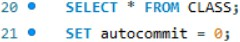 20 SELECT * FROM CLASS;
21 SET autocommit = 0;